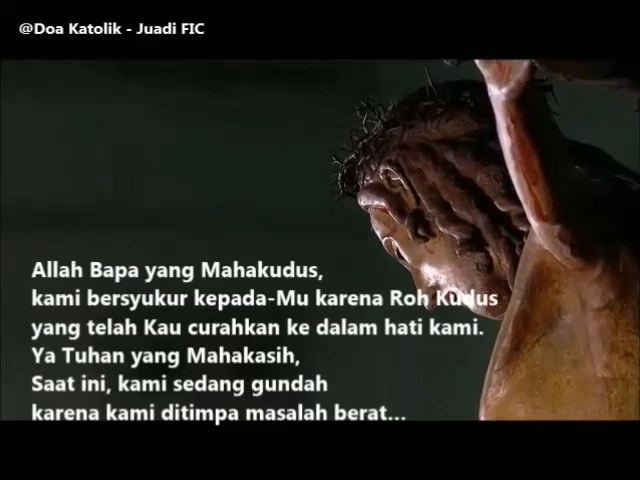 @Doa Katolik - Juadi FIC
Allah Bapa yang Mahakudus,
kami bersyukur kepada-Mu karena Roh Kudus
yang telah Kau curahkan ke dalam hati kami.
Ya Tuhan yang Mahakasih,
Saat ini, kami sedang gundah
karena kami ditimpa masalah berat...